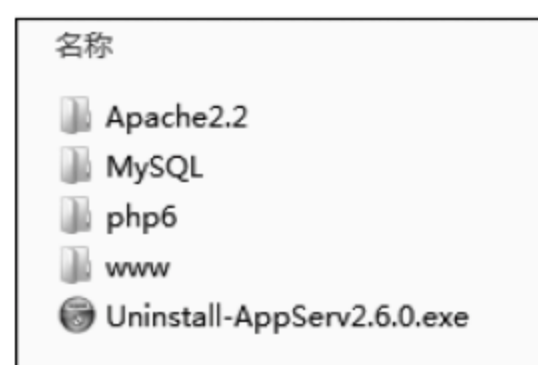 名称
Apache2.2
MySQL
php6
www
Uninstall-AppServ2.6.0.exe